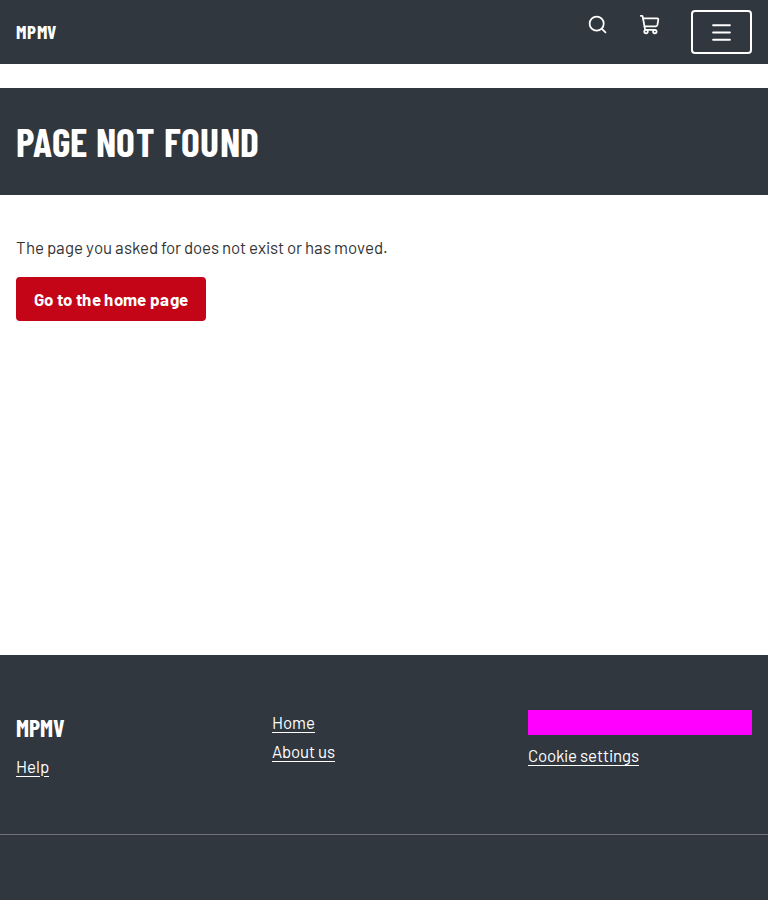 MPMV
PAGE NOT FOUND
The page you asked for does not exist or has moved.
Go to the home page
MPMV
Help
Home
About us
Cookie settings